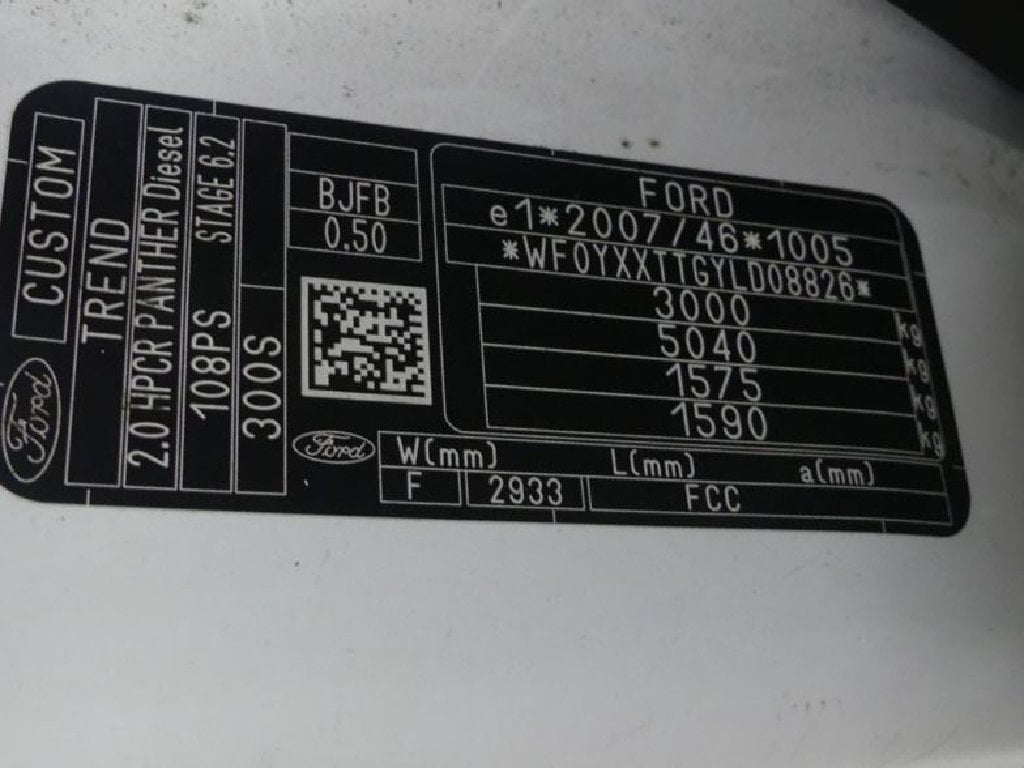 CUSTOM
Ford
TREND
2.0 HPCR PANTHER Diesel
108PS STAGE 6.2
300S
BJFB
0.50
Ford
FORD
e1*2007/46*1005
*WF0YXXTTGYLD08826*
3000 kg
5040 kg
1575 kg
1590 kg
W(mm) L(mm) a(mm)
F 2933 FCC